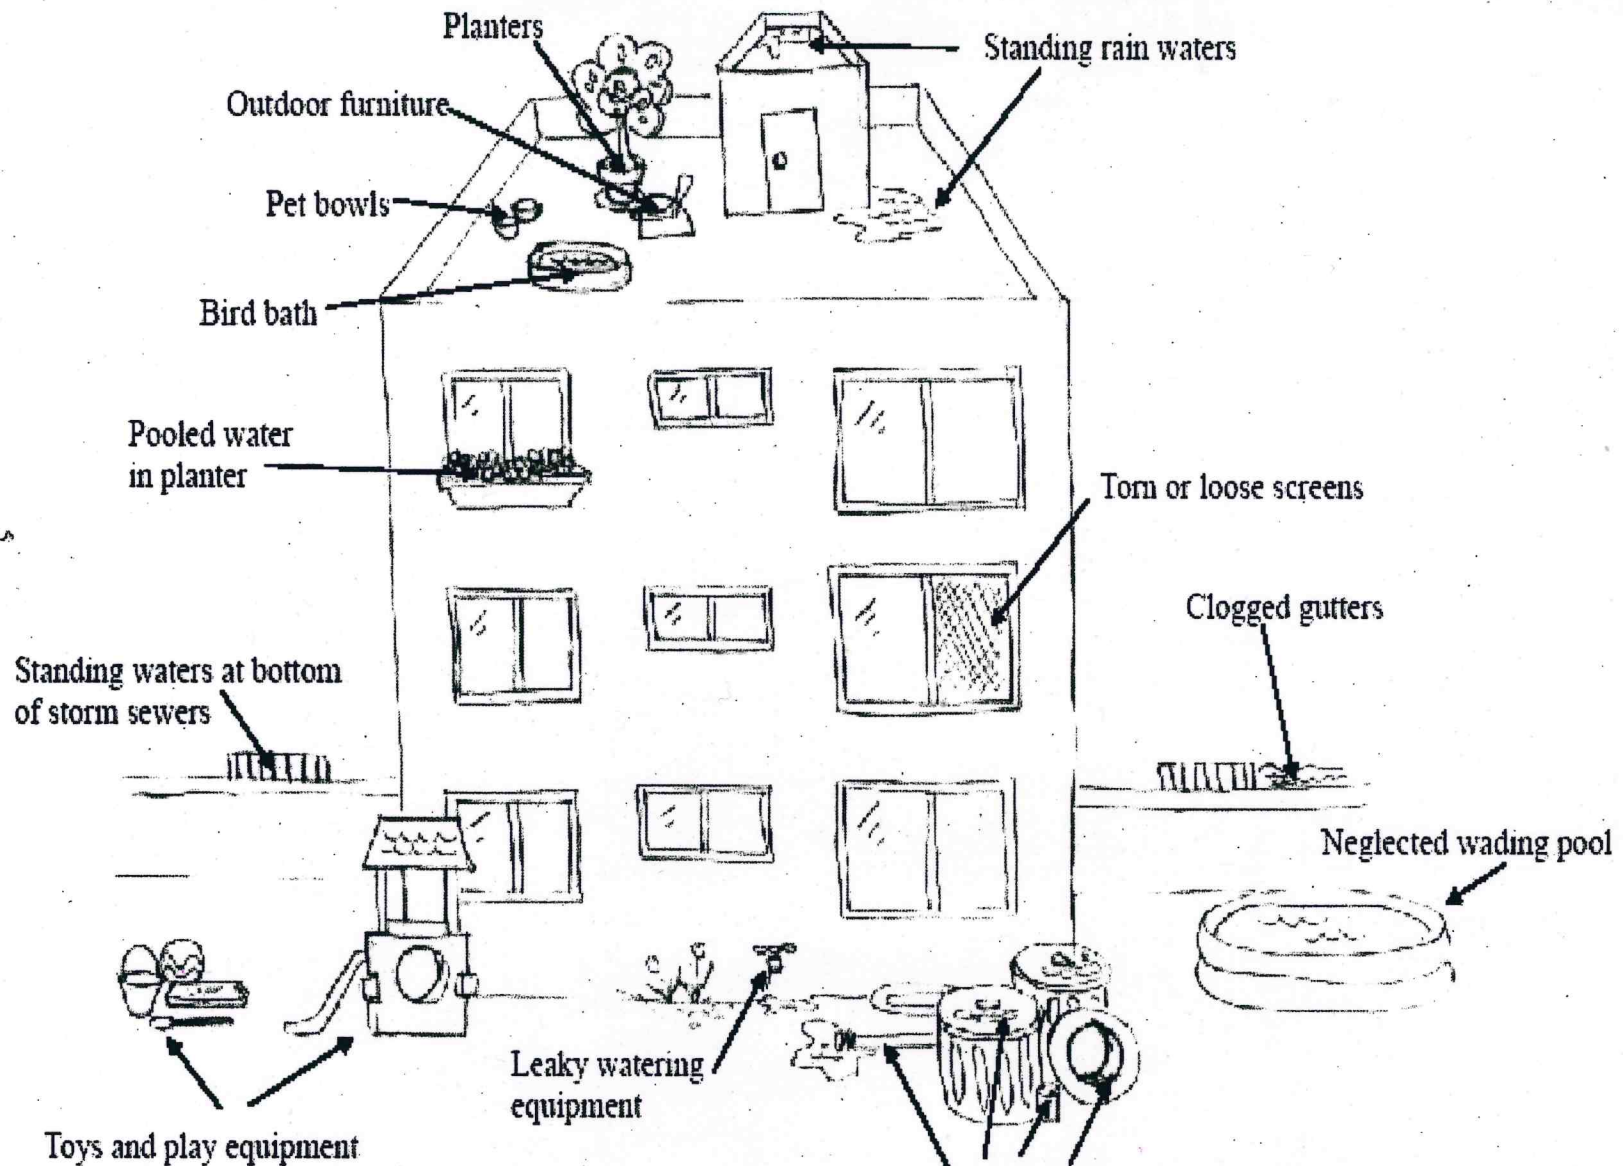 Planters
Standing rain waters
Outdoor furniture
Pet bowls
Bird bath
Pooled water
in planter
Torn or loose screens
Clogged gutters
Standing waters at bottom
of storm sewers
Neglected wading pool
Leaky watering
equipment
Toys and play equipment